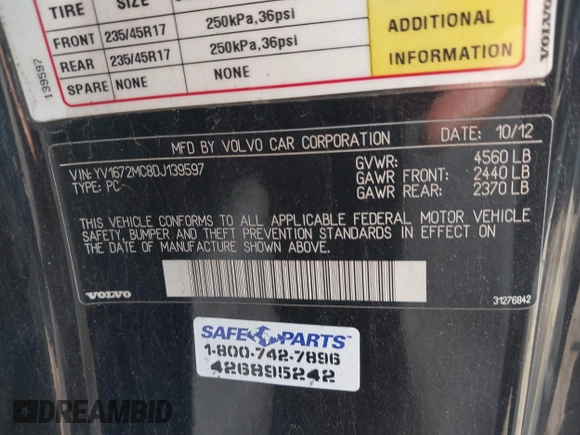 TIRE SIZE
FRONT 235/45R17 250kPa,36psi
REAR 235/45R17 250kPa,36psi
SPARE NONE NONE
ADDITIONAL
INFORMATION
VOLVO
139597
MFD BY VOLVO CAR CORPORATION DATE: 10/12
VIN: YV1672MC8DJ139597 GVWR: 4560 LB
TYPE: PC GAWR FRONT: 2440 LB
GAWR REAR: 2370 LB
THIS VEHICLE CONFORMS TO ALL APPLICABLE FEDERAL MOTOR VEHICLE
SAFETY, BUMPER AND THEFT PREVENTION STANDARDS IN EFFECT ON
THE DATE OF MANUFACTURE SHOWN ABOVE.
VOLVO 31276842
SAFE PARTS™
1-800-742-7896
426895242
DREAMBID